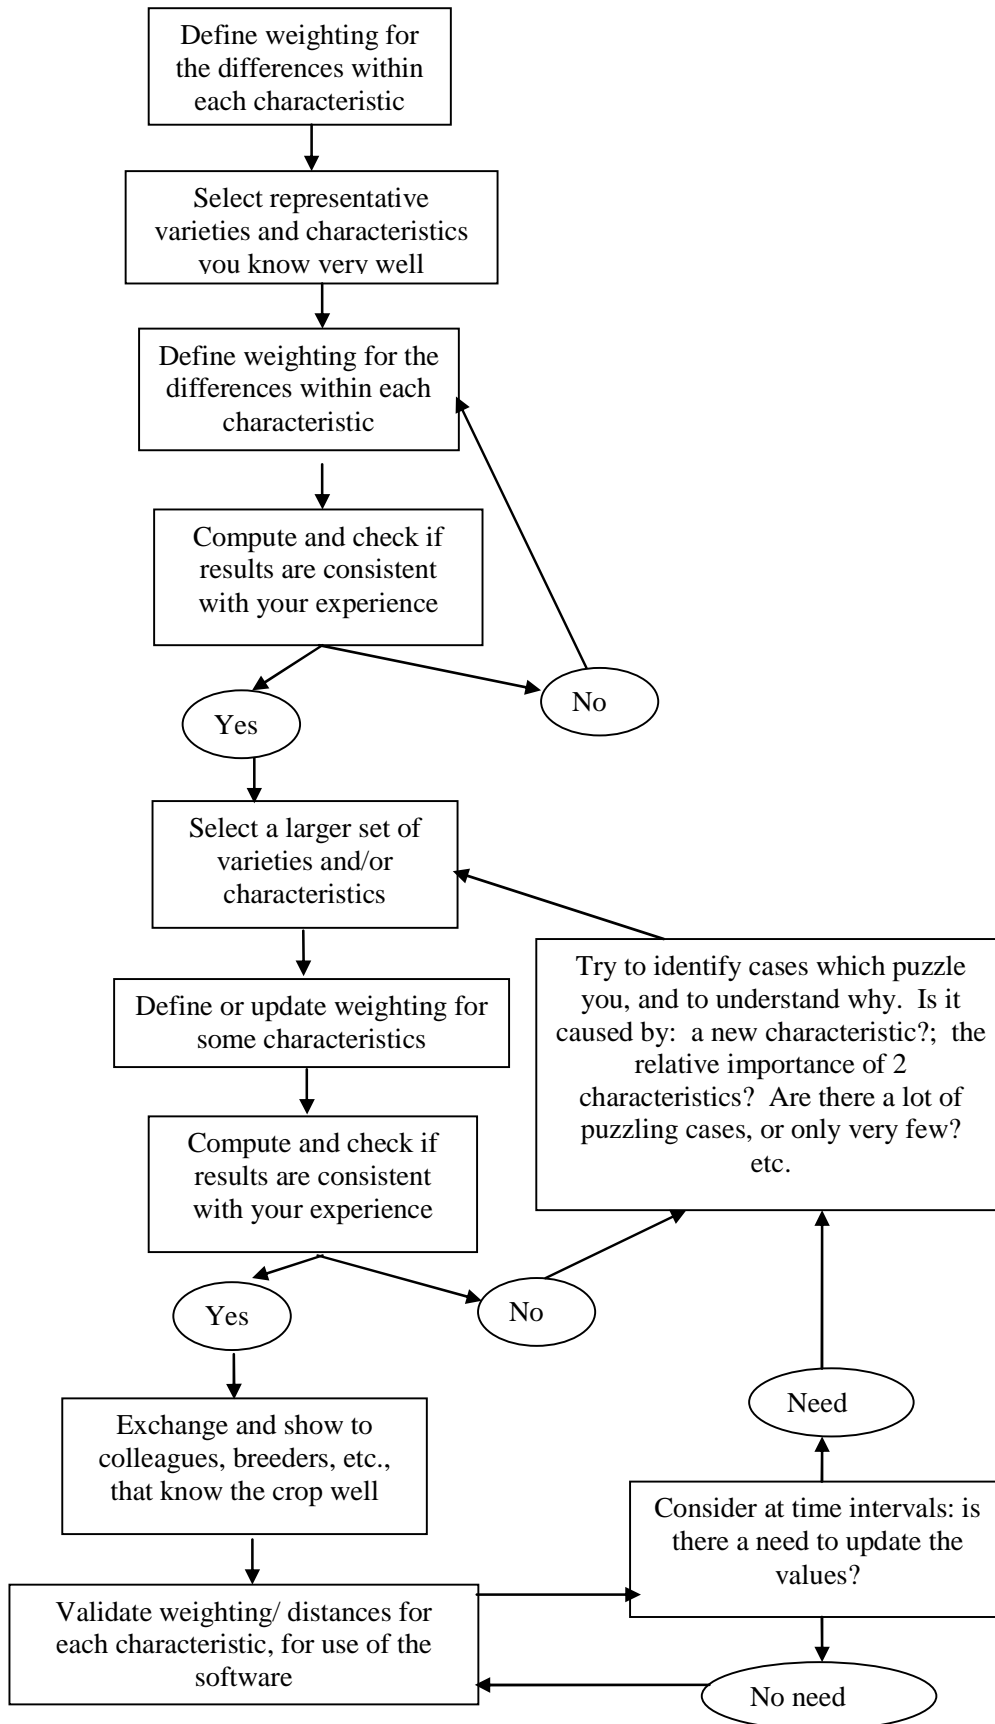 Define weighting for
the differences within
each characteristic
Select representative
varieties and characteristics
you know very well
Define weighting for the
differences within each
characteristic
Compute and check if
results are consistent
with your experience
Yes
No
Select a larger set of
varieties and/or
characteristics
Try to identify cases which puzzle
you, and to understand why.  Is it
caused by:  a new characteristic?;  the
relative importance of 2
characteristics?  Are there a lot of
puzzling cases, or only very few?
etc.
Define or update weighting for
some characteristics
Compute and check if
results are consistent
with your experience
Yes
No
Need
Exchange and show to
colleagues, breeders, etc.,
that know the crop well
Consider at time intervals: is
there a need to update the
values?
Validate weighting/ distances for
each characteristic, for use of the
software
No need